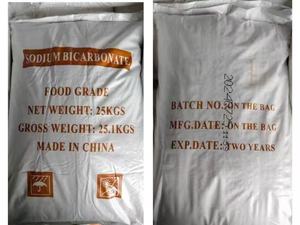 SODIUM BICARBONATE
FOOD GRADE
NET WEIGHT: 25KGS
GROSS WEIGHT: 25.1KGS
MADE IN CHINA
BATCH NO.: ON THE BAG
MFG.DATE: ON THE BAG
EXP.DATE: TWO YEARS